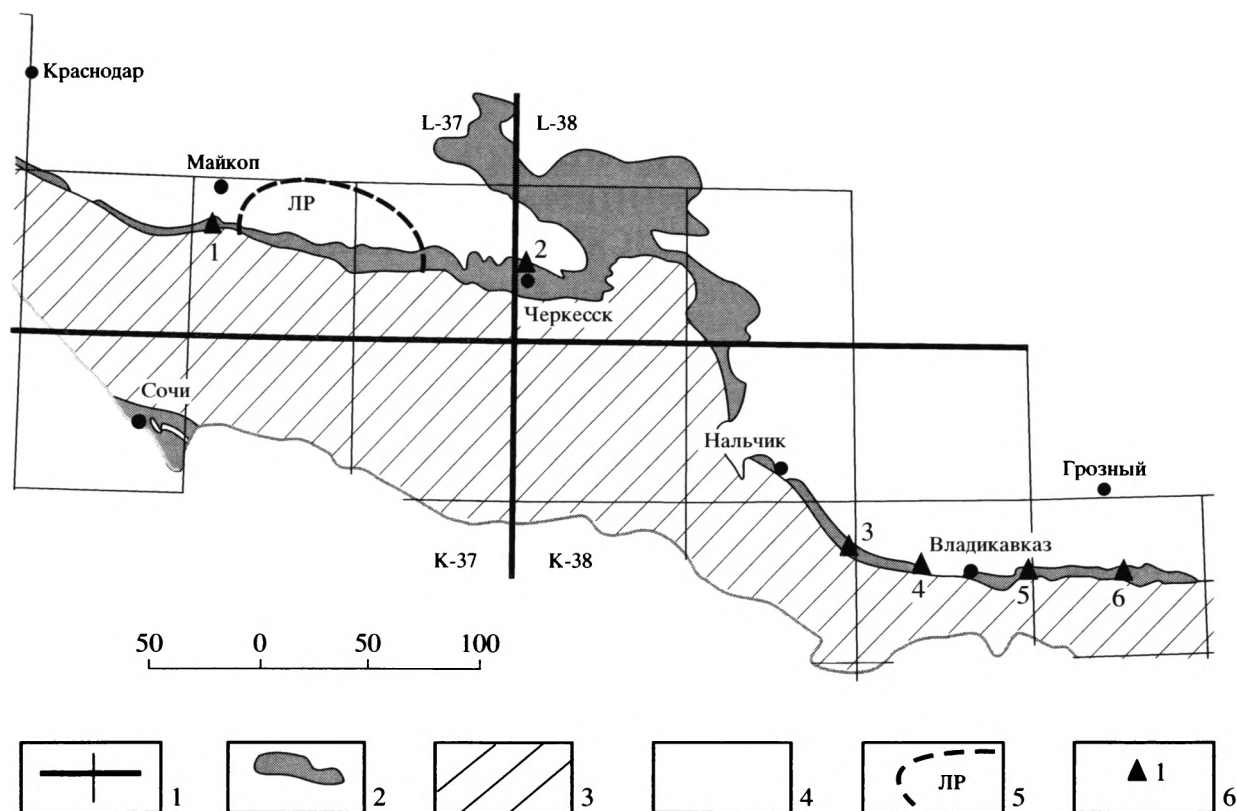 Краснодар
L-37 L-38
Майкоп
ЛР
1
2
Черкесск
Сочи
Нальчик
Грозный
3
Владикавказ
K-37 K-38
4 5 6
50 0 50 100
1 2 3 4 ЛР 5 1 6